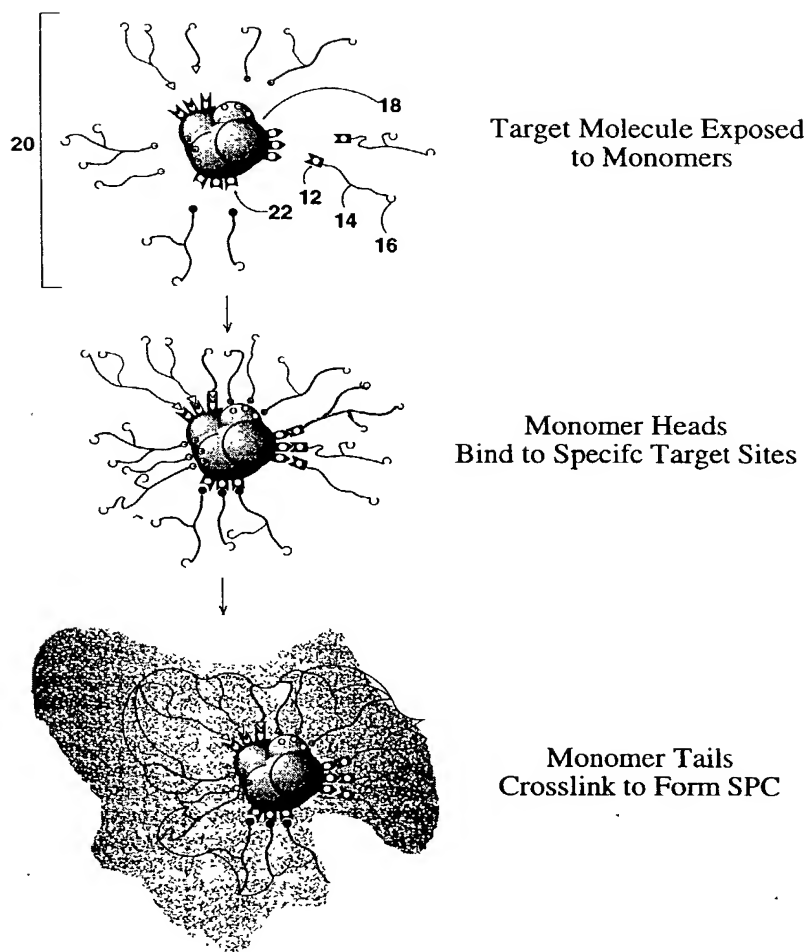 18
20
Target Molecule Exposed
to Monomers
12
22
14
16
Monomer Heads
Bind to Specifc Target Sites
Monomer Tails
Crosslink to Form SPC